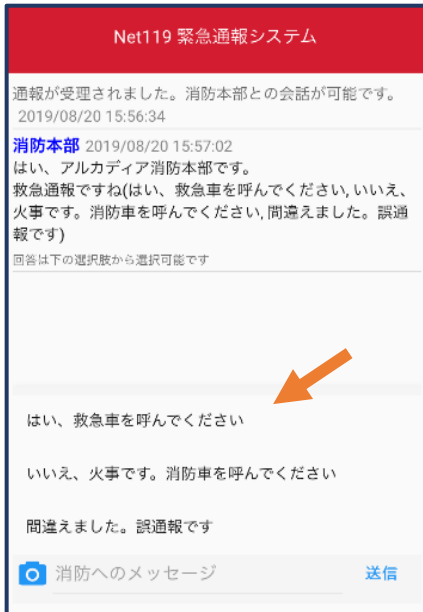 Net119 緊急通報システム
通報が受理されました。消防本部との会話が可能です。
2019/08/20 15:56:34
消防本部 2019/08/20 15:57:02
はい、アルカディア消防本部です。
救急通報ですね(はい、救急車を呼んでください,いいえ、
火事です。消防車を呼んでください,間違えました。誤通
報です)
回答は下の選択肢から選択可能です
はい、救急車を呼んでください
いいえ、火事です。消防車を呼んでください
間違えました。誤通報です
消防へのメッセージ 送信